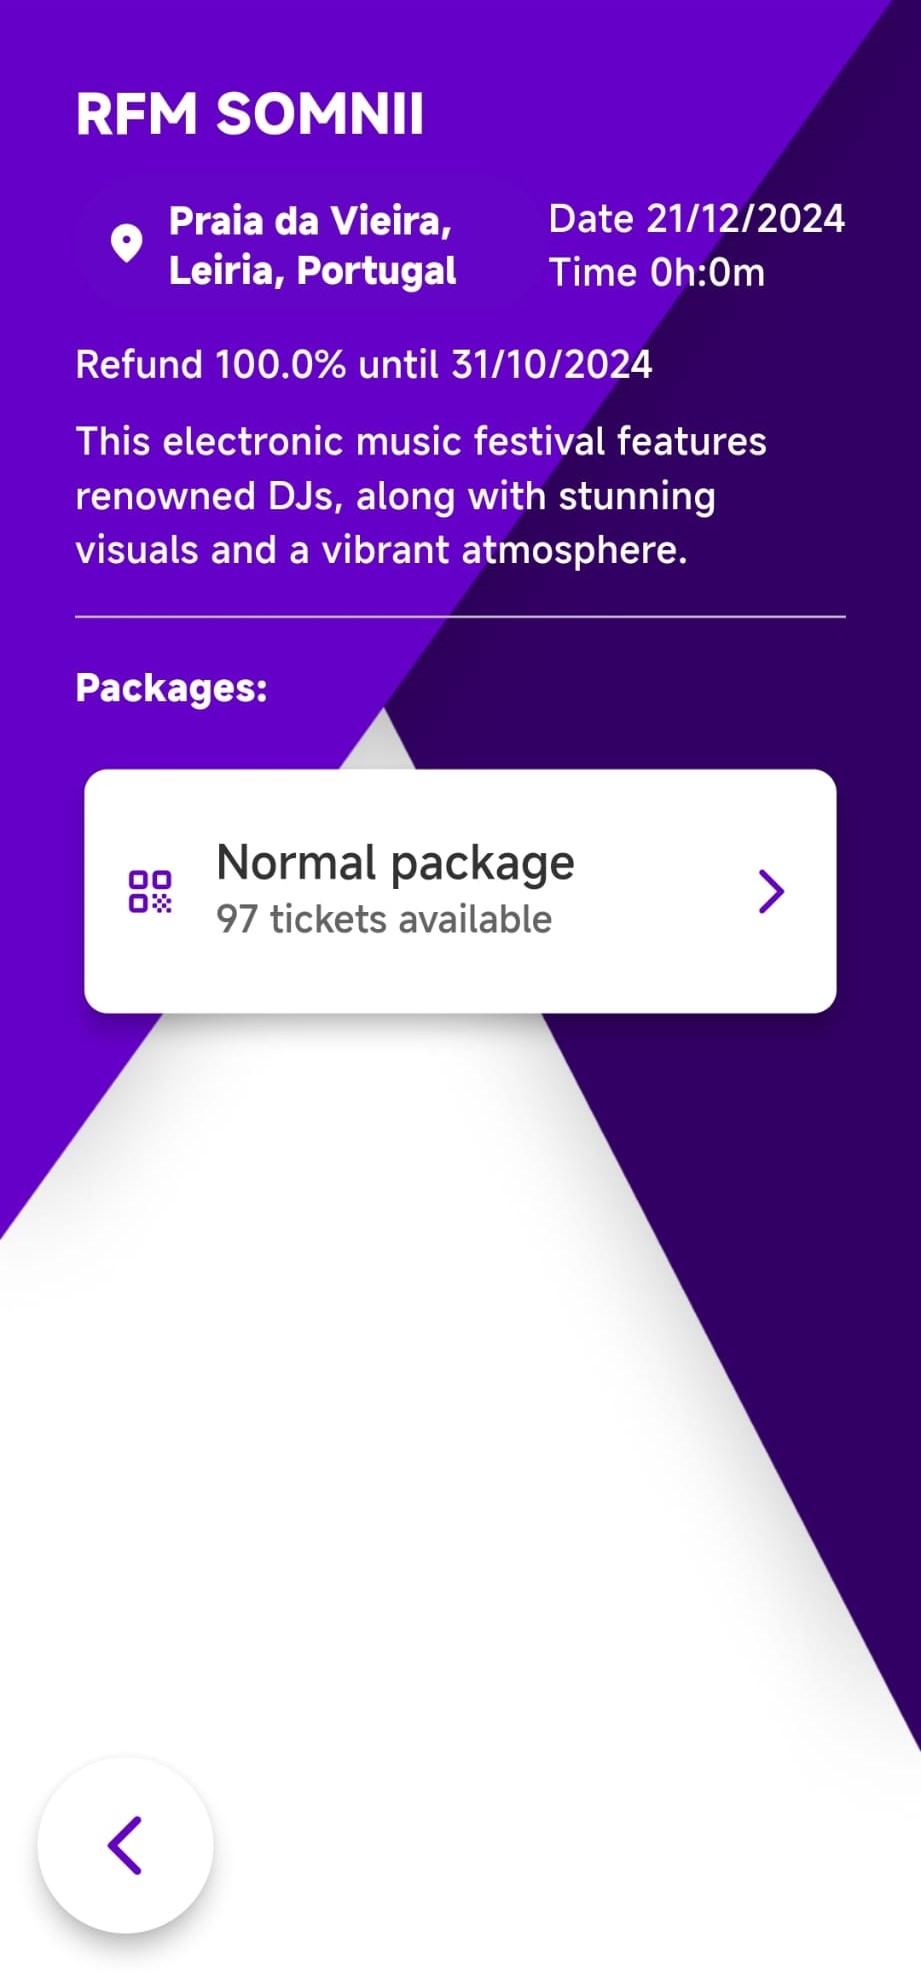 RFM SOMNII
Praia da Vieira,
Leiria, Portugal
Date 21/12/2024
Time 0h:0m
Refund 100.0% until 31/10/2024
This electronic music festival features
renowned DJs, along with stunning
visuals and a vibrant atmosphere.
Packages:
Normal package
97 tickets available